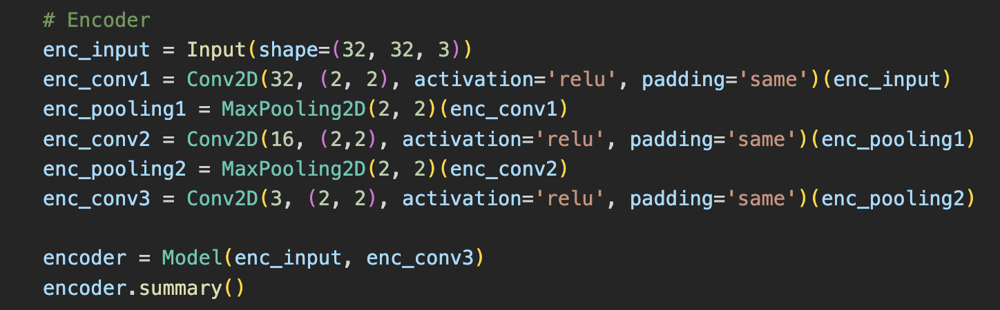 # Encoder
enc_input = Input(shape=(32, 32, 3))
enc_conv1 = Conv2D(32, (2, 2), activation='relu', padding='same')(enc_input)
enc_pooling1 = MaxPooling2D(2, 2)(enc_conv1)
enc_conv2 = Conv2D(16, (2,2), activation='relu', padding='same')(enc_pooling1)
enc_pooling2 = MaxPooling2D(2, 2)(enc_conv2)
enc_conv3 = Conv2D(3, (2, 2), activation='relu', padding='same')(enc_pooling2)
encoder = Model(enc_input, enc_conv3)
encoder.summary()